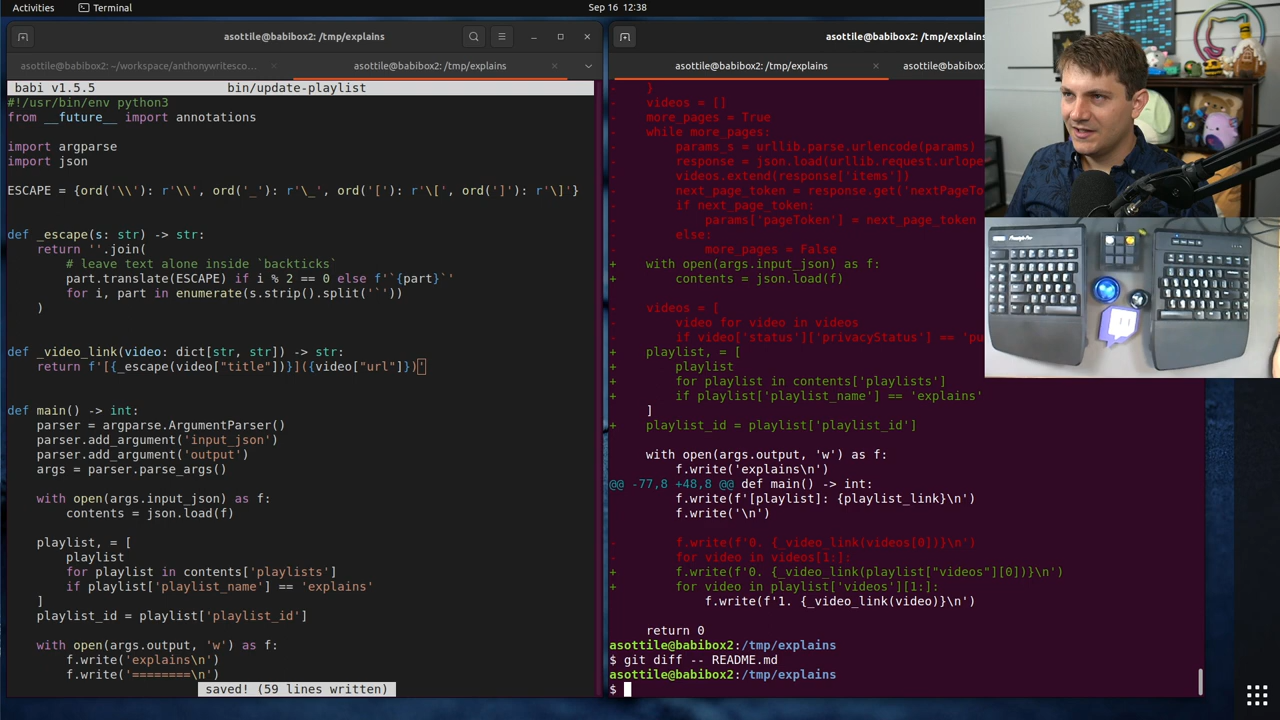 Activities
Terminal
Sep 16 12:38
asottile@babibox2: /tmp/explains
asottile@babibox2: ~/workspace/anthonywritesco...
asottile@babibox2: /tmp/explains
babi v1.5.5 bin/update-playlist
#!/usr/bin/env python3
from __future__ import annotations
import argparse
import json
ESCAPE = {ord('\\'): r'\\', ord('_'): r'\_', ord('['): r'\[', ord(']'): r'\]'}
def _escape(s: str) -> str:
return ''.join(
# leave text alone inside `backticks`
part.translate(ESCAPE) if i % 2 == 0 else f'`{part}`'
for i, part in enumerate(s.strip().split('`'))
)
def _video_link(video: dict[str, str]) -> str:
return f'[{_escape(video["title"])}]({video["url"]})'
def main() -> int:
parser = argparse.ArgumentParser()
parser.add_argument('input_json')
parser.add_argument('output')
args = parser.parse_args()
with open(args.input_json) as f:
contents = json.load(f)
playlist, = [
playlist
for playlist in contents['playlists']
if playlist['playlist_name'] == 'explains'
]
playlist_id = playlist['playlist_id']
with open(args.output, 'w') as f:
f.write('explains\n')
f.write('========\n')
saved! (59 lines written)
asottile@babibox2: /tmp/explains
asottile@babibox2: /tmp/explains
asottile@babibox2: /tmp
- }
- videos = []
- more_pages = True
- while more_pages:
- params_s = urllib.parse.urlencode(params)
- response = json.load(urllib.request.urlope
- videos.extend(response['items'])
- next_page_token = response.get('nextPageTo
- if next_page_token:
- params['pageToken'] = next_page_token
- else:
- more_pages = False
+ with open(args.input_json) as f:
+ contents = json.load(f)
- videos = [
- video for video in videos
- if video['status']['privacyStatus'] == 'pu
+ playlist, = [
+ playlist
+ for playlist in contents['playlists']
+ if playlist['playlist_name'] == 'explains'
]
+ playlist_id = playlist['playlist_id']
with open(args.output, 'w') as f:
f.write('explains\n')
@@ -77,8 +48,8 @@ def main() -> int:
f.write(f'[playlist]: {playlist_link}\n')
f.write('\n')
- f.write(f'0. {_video_link(videos[0])}\n')
- for video in videos[1:]:
+ f.write(f'0. {_video_link(playlist["videos"][0])}\n')
+ for video in playlist['videos'][1:]:
f.write(f'1. {_video_link(video)}\n')
return 0
asottile@babibox2:/tmp/explains
$ git diff -- README.md
asottile@babibox2:/tmp/explains
$